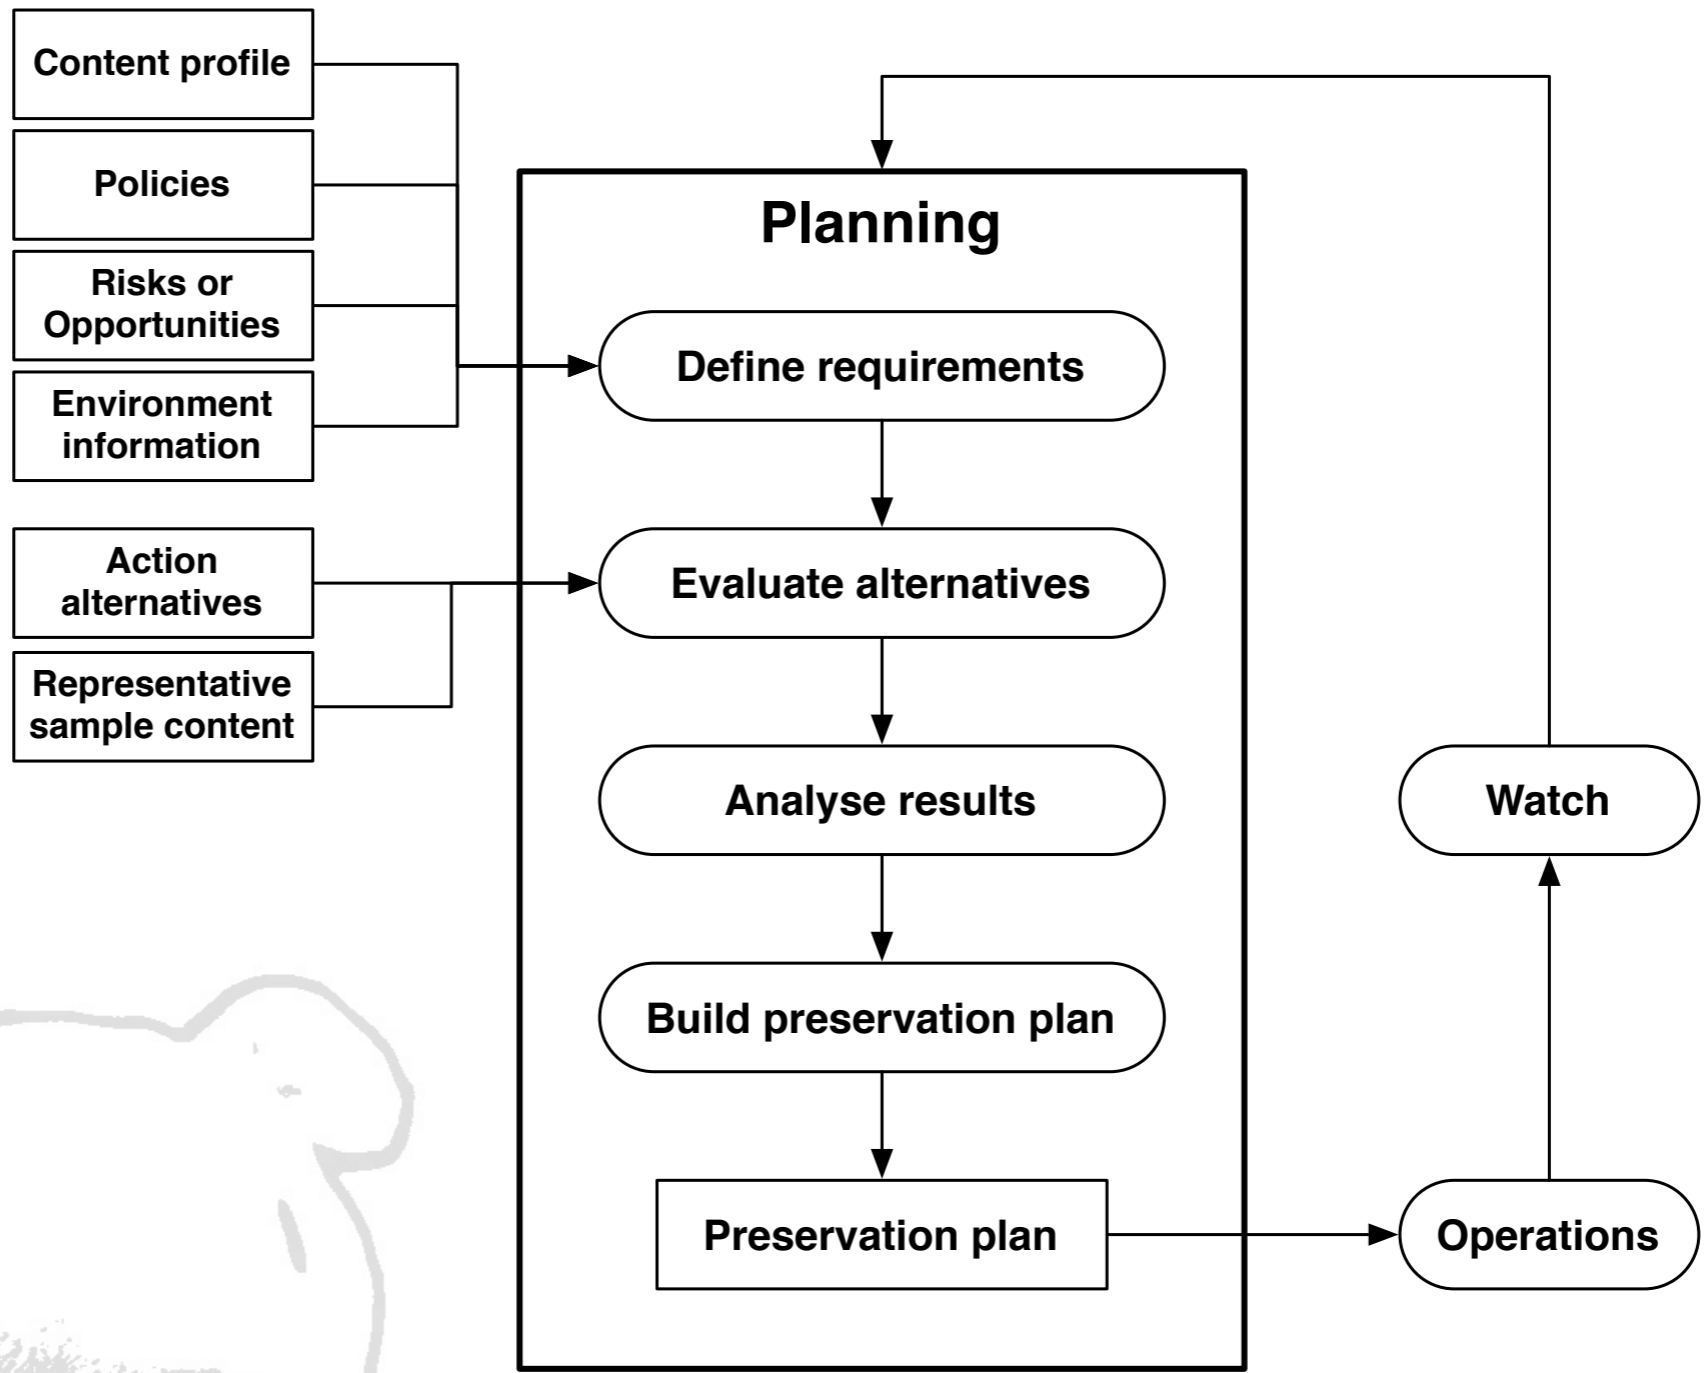 Content profile
Policies
Risks or
Opportunities
Environment
information
Action
alternatives
Representative
sample content
Planning
Define requirements
Evaluate alternatives
Analyse results
Build preservation plan
Preservation plan
Watch
Operations